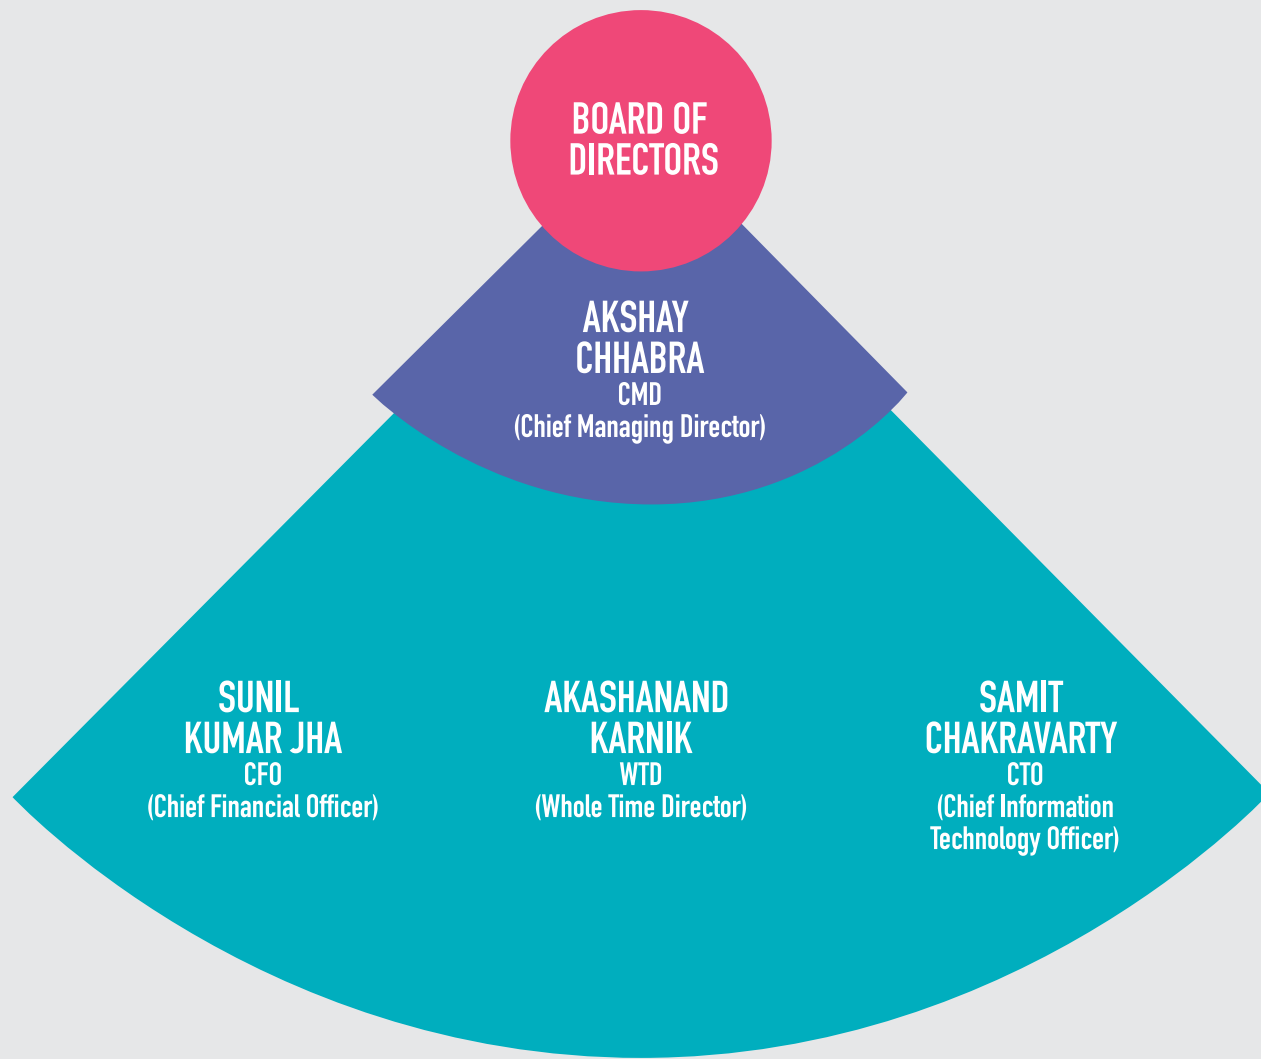 BOARD OF
DIRECTORS
AKSHAY
CHHABRA
CMD
(Chief Managing Director)
SUNIL
KUMAR JHA
CFO
(Chief Financial Officer)
AKASHANAND
KARNIK
WTD
(Whole Time Director)
SAMIT
CHAKRAVARTY
CTO
(Chief Information
Technology Officer)